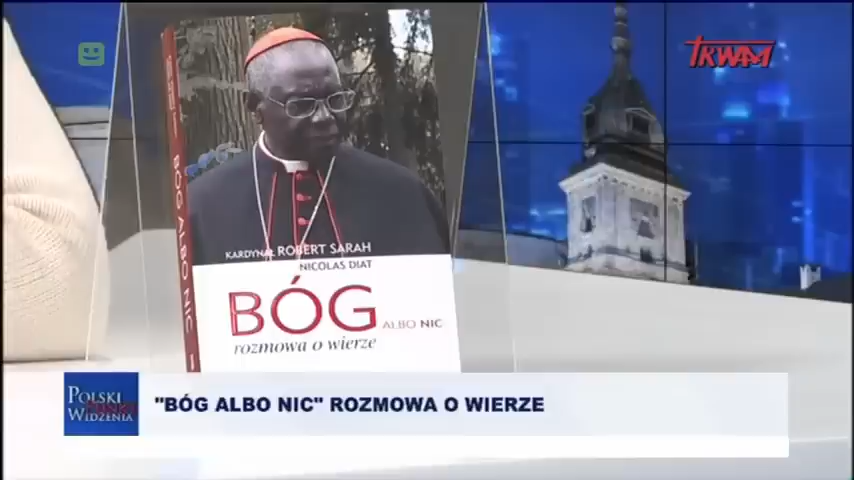 TRWAM
BÓG ALBO NIC
KARDYNAŁ ROBERT SARAH
NICOLAS DIAT
BÓG ALBO NIC
rozmowa o wierze
POLSKI
PUNKT
WIDZENIA
"BÓG ALBO NIC" ROZMOWA O WIERZE